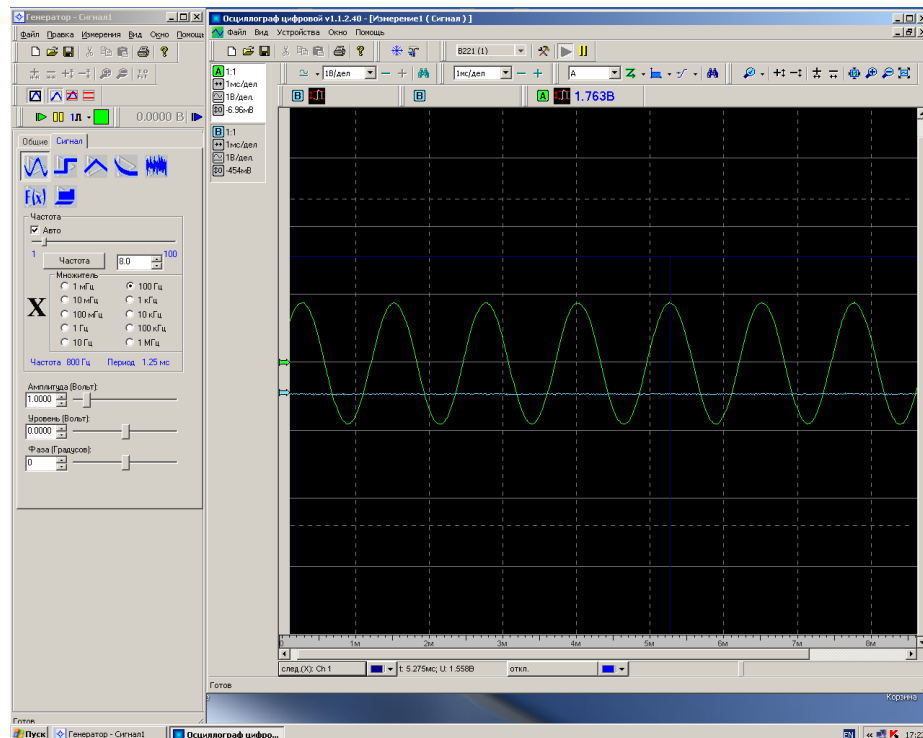 Генератор - Сигнал1
Файл Правка Измерения Вид Окно Помощь
0.0000 В
Общие Сигнал
F(x)
Частота
Авто
1 100
Частота 8.0
Множитель
X
1 мГц 100 Гц
10 мГц 1 кГц
100 мГц 10 кГц
1 Гц 100 кГц
10 Гц 1 МГц
Частота 800 Гц Период 1.25 мс
Амплитуда (Вольт):
1.0000
Уровень (Вольт):
0.0000
Фаза (Градусов):
0
Готов
Осциллограф цифровой v1.1.2.40 - [Измерение1 ( Сигнал ) ]
Файл Вид Устройства Окно Помощь
B221 (1)
1В/дел 1мс/дел A
A 1:1
1мс/дел
1В/дел
-6.96мВ
B 1:1
1мс/дел
1В/дел.
-454мВ
B B A 1.763В
0 1м 2м 3м 4м 5м 6м 7м 8м
след.(X): Ch 1 t: 5.275мс; U: 1.558В откл.
Готов
Корзина
Пуск Генератор - Сигнал1 Осциллограф цифро... EN « K 17:2